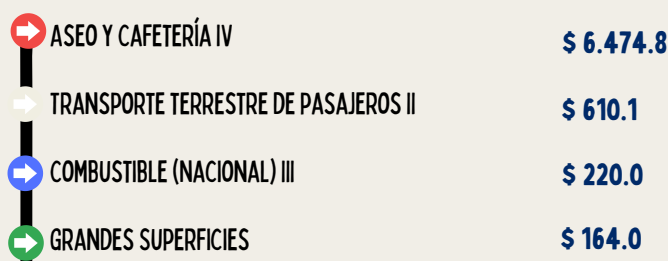 ASEO Y CAFETERÍA IV $ 6.474.8
TRANSPORTE TERRESTRE DE PASAJEROS II $ 610.1
COMBUSTIBLE (NACIONAL) III $ 220.0
GRANDES SUPERFICIES $ 164.0